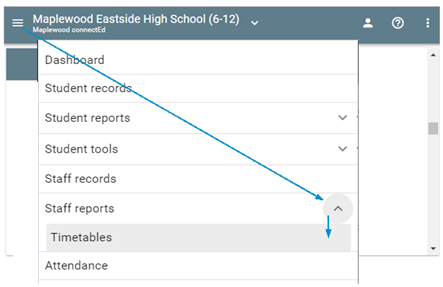 Maplewood Eastside High School (6-12)
Maplewood connectEd
Dashboard
Student records
Student reports
Student tools
Staff records
Staff reports
Timetables
Attendance